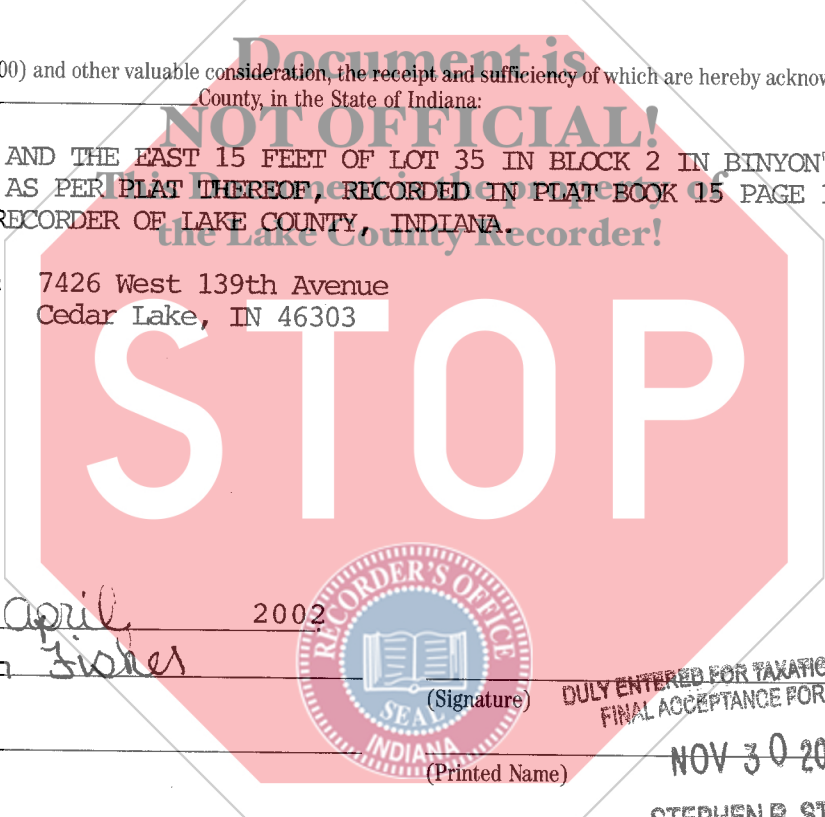 Document is
00) and other valuable consideration, the receipt and sufficiency of which are hereby acknow
County, in the State of Indiana:
NOT OFFICIAL!
AND THE EAST 15 FEET OF LOT 35 IN BLOCK 2 IN BINYON'
This Document is the property of
AS PER PLAT THEREOF, RECORDED IN PLAT BOOK 15 PAGE 1
RECORDER OF LAKE COUNTY, INDIANA.
the Lake County Recorder!
7426 West 139th Avenue
Cedar Lake, IN 46303
STOP
April 2002
Fishes
RECORDER'S OFFICE
SEAL
INDIANA
(Signature)
(Printed Name)
DULY ENTERED FOR TAXATIO
FINAL ACCEPTANCE FOR
NOV 30 20
STEPHEN R. ST